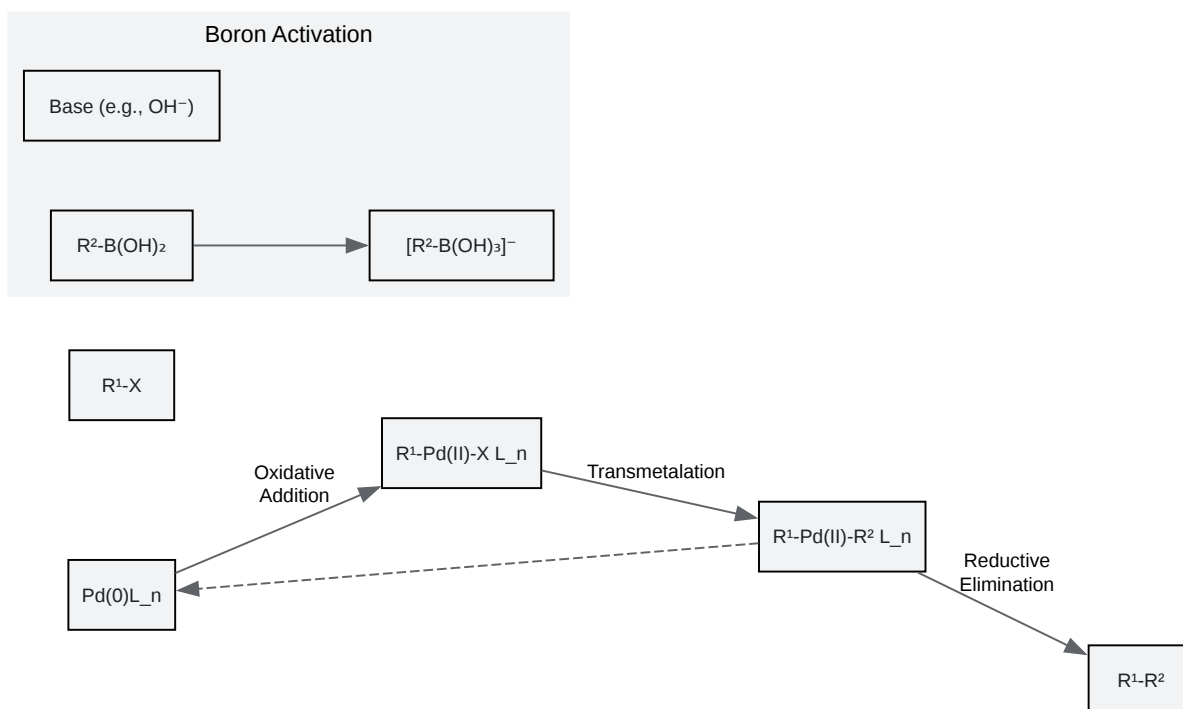 Boron Activation
Base (e.g., OH⁻)
R²-B(OH)₂
[R²-B(OH)₃]⁻
R¹-X
R¹-Pd(II)-X L_n
Oxidative
Addition
Transmetalation
R¹-Pd(II)-R² L_n
Pd(0)L_n
Reductive
Elimination
R¹-R²